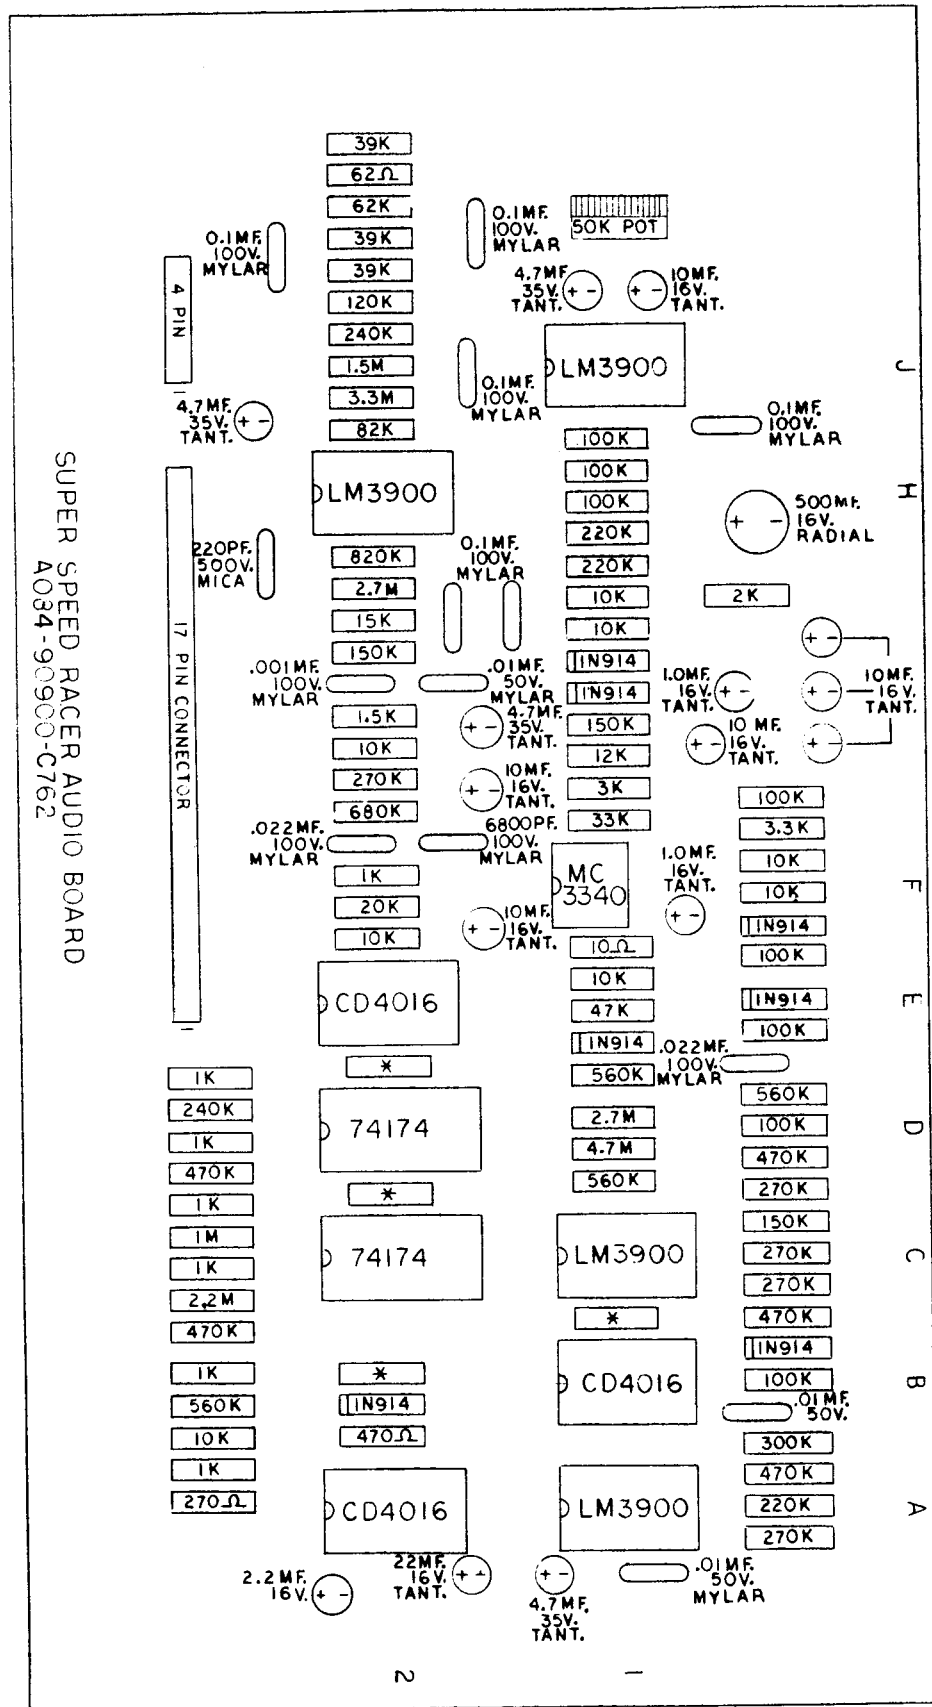 39K
62Ω
62K
39K
39K
120K
240K
1.5M
3.3M
82K
0.1MF.
100V.
MYLAR
4 PIN
1
4.7MF.
35V.
TANT.
0.1MF.
100V.
MYLAR
50K POT
4.7MF.
35V.
TANT.
10MF.
16V.
TANT.
LM3900
J
0.1MF.
100V.
MYLAR
0.1MF.
100V.
MYLAR
LM3900
H
220PF.
500V.
MICA
820K
2.7M
15K
150K
0.1MF.
100V.
MYLAR
100K
100K
100K
220K
220K
10K
10K
1N914
1N914
150K
12K
3K
33K
500MF.
16V.
RADIAL
2K
.001MF.
100V.
MYLAR
.01MF.
50V.
MYLAR
1.0MF.
16V.
TANT.
10MF.
16V.
TANT.
1.5K
10K
270K
680K
4.7MF.
35V.
TANT.
10 MF.
16V.
TANT.
10MF.
16V.
TANT.
17 PIN CONNECTOR
1
SUPER SPEED RACER AUDIO BOARD
A084-90900-C762
.022MF.
100V.
MYLAR
6800PF.
100V.
MYLAR
1K
20K
10K
10MF.
16V.
TANT.
MC
3340
1.0MF.
16V.
TANT.
100K
3.3K
10K
10K
1N914
100K
F
1N914
100K
E
CD4016
*
10Ω
10K
47K
1N914
560K
.022MF.
100V.
MYLAR
1K
240K
1K
470K
1K
1M
1K
2.2M
470K
74174
*
74174
2.7M
4.7M
560K
560K
100K
470K
270K
150K
270K
270K
470K
1N914
100K
D
LM3900
C
*
1K
560K
10K
1K
270Ω
*
1N914
470Ω
CD4016
B
.01MF.
50V.
300K
470K
220K
270K
CD4016
LM3900
A
2.2MF.
16V.
22MF.
16V.
TANT.
4.7MF.
35V.
TANT.
.01MF.
50V.
MYLAR
2
1